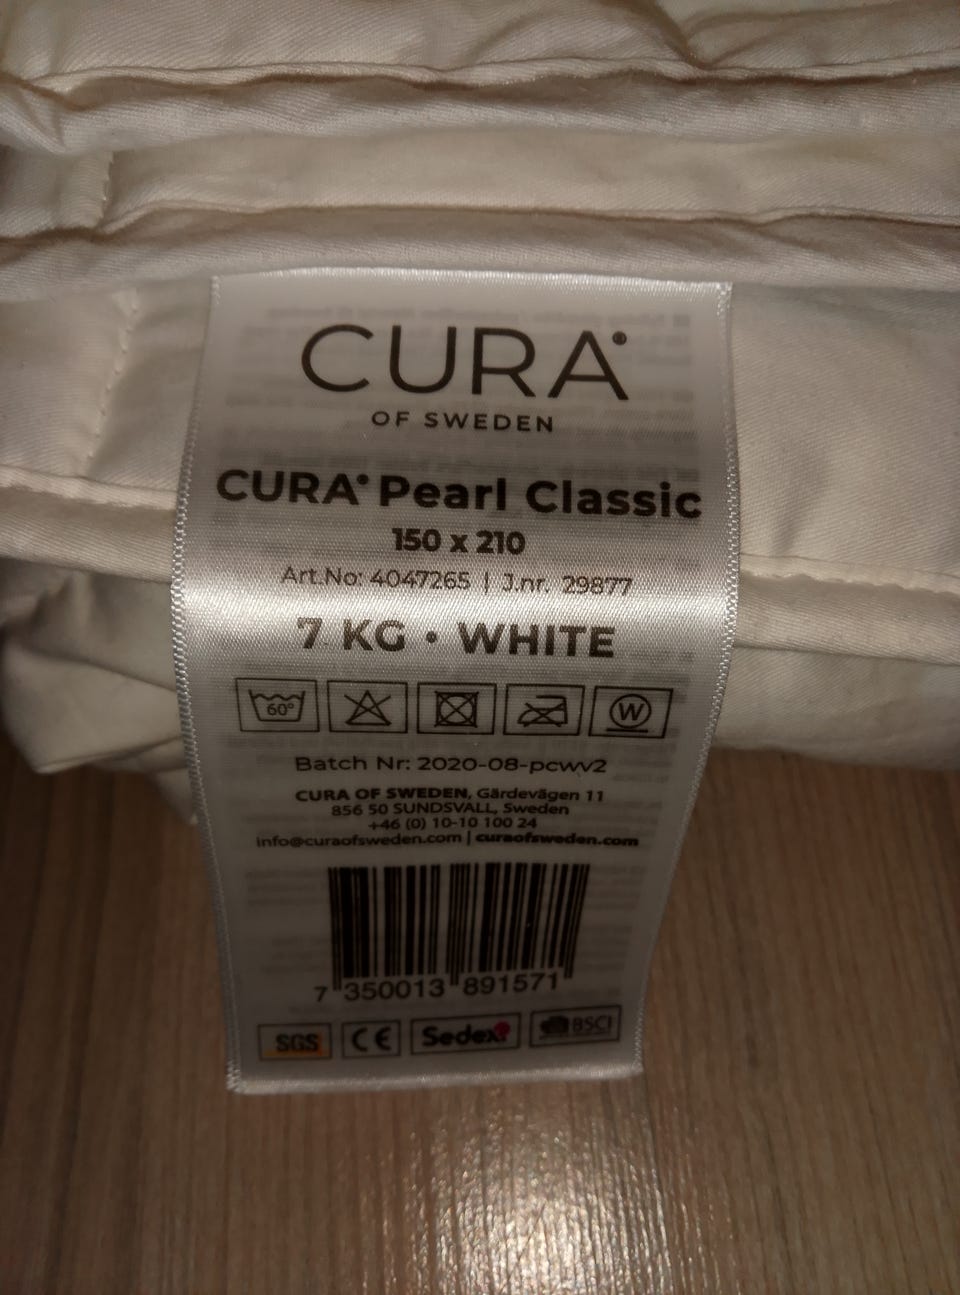 CURA®
OF SWEDEN
CURA® Pearl Classic
150 x 210
Art.No: 4047265 | J.nr. 29877
7 KG • WHITE
60°
W
Batch Nr: 2020-08-pcwv2
CURA OF SWEDEN, Gärdevägen 11
856 50 SUNDSVALL, Sweden
+46 (0) 10-10 100 24
info@curaofsweden.com | curaofsweden.com
7 350013 891571
SGS CE Sedex BSCI